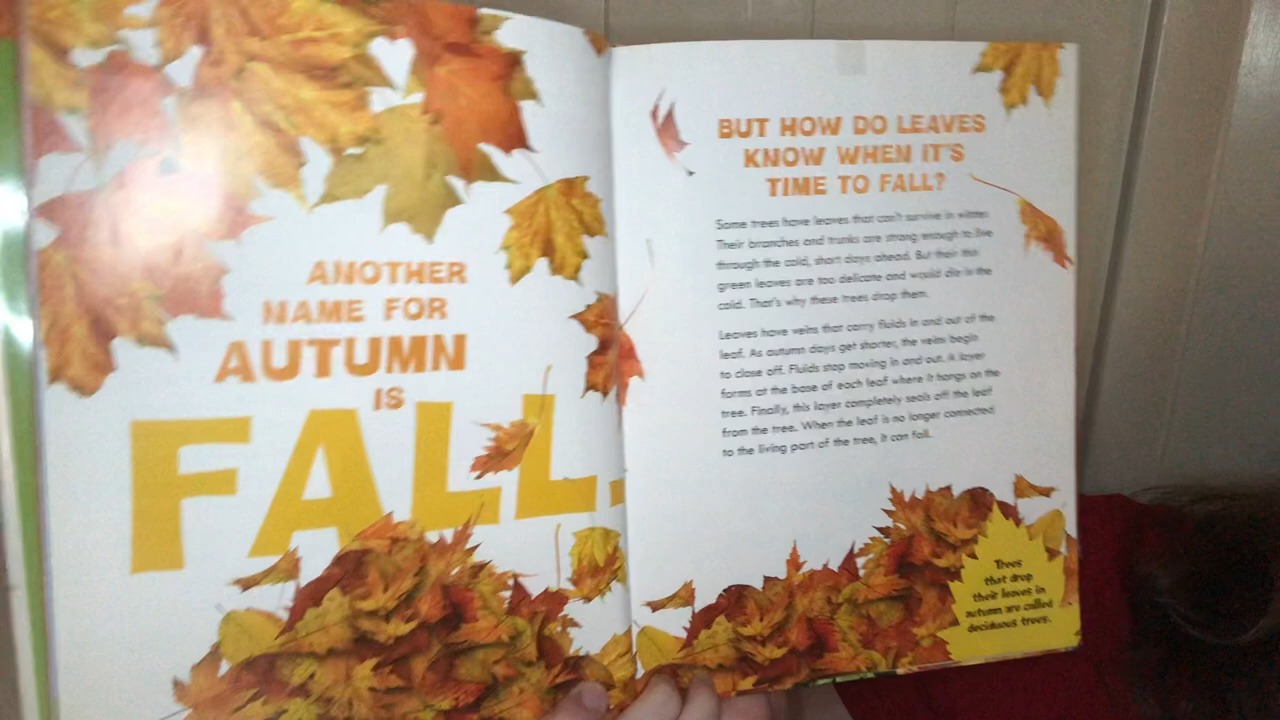 ANOTHER
NAME FOR
AUTUMN
IS
FALL.
BUT HOW DO LEAVES
KNOW WHEN IT'S
TIME TO FALL?
Some trees have leaves that can't survive in winter.
Their branches and trunks are strong enough to live
through the cold, short days ahead. But their thin
green leaves are too delicate and would die in the
cold. That's why these trees drop them.
Leaves have veins that carry fluids in and out of the
leaf. As autumn days get shorter, the veins begin
to close off. Fluids stop moving in and out. A layer
forms at the base of each leaf where it hangs on the
tree. Finally, this layer completely seals off the leaf
from the tree. When the leaf is no longer connected
to the living part of the tree, it can fall.
Trees
that drop
their leaves in
autumn are called
deciduous trees.